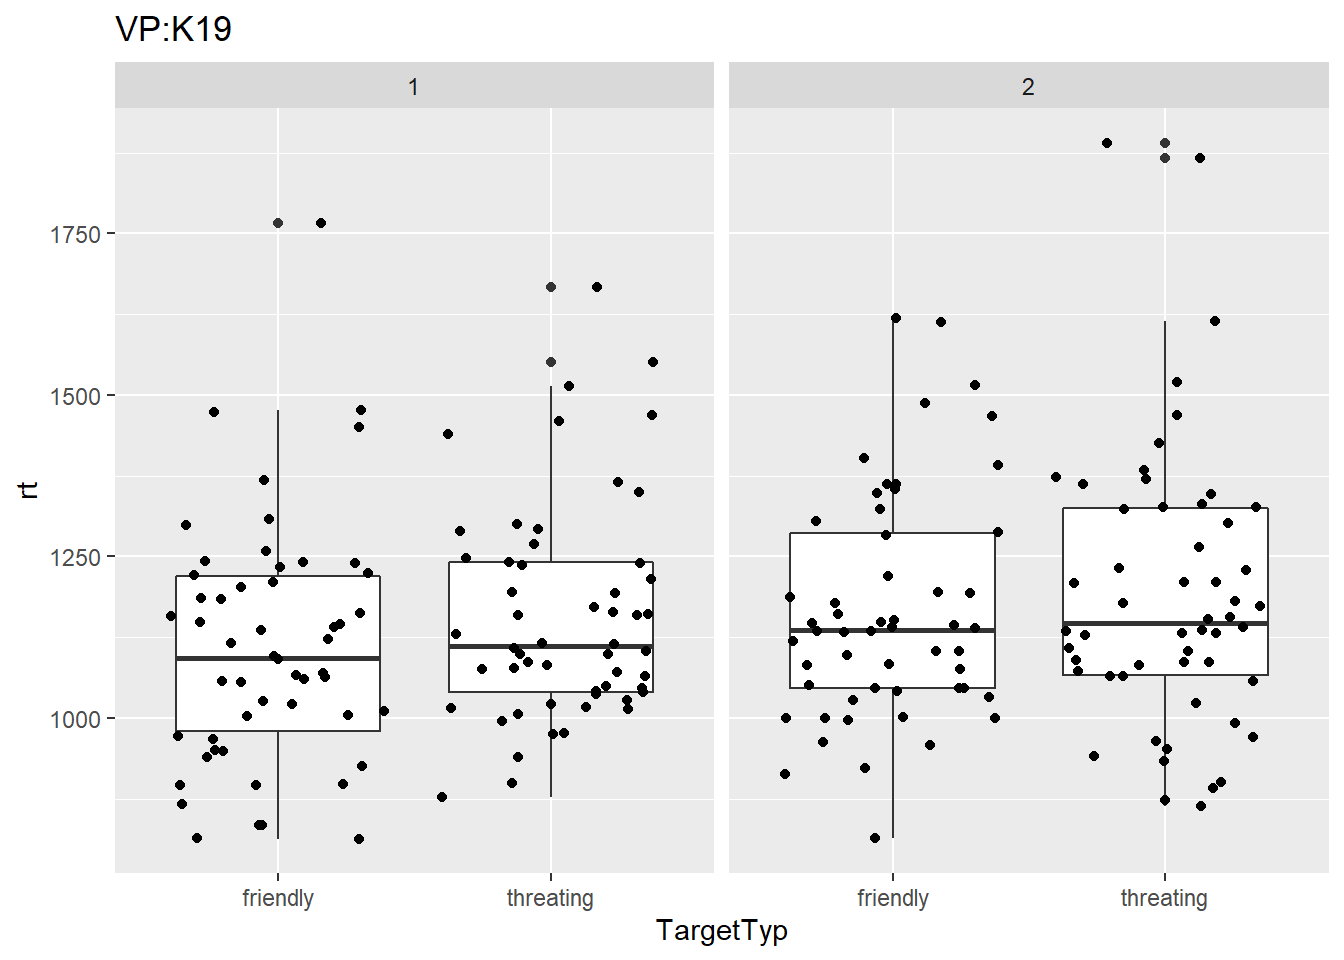 VP:K19
1 2
1750
1500
1250
1000
rt
friendly threating friendly threating
TargetTyp